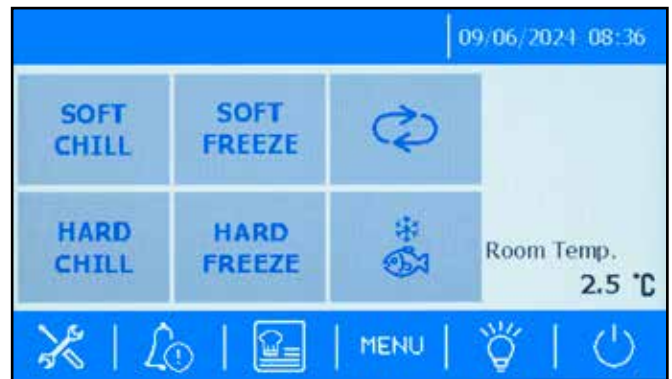 09/06/2024 08:36
SOFT
CHILL
SOFT
FREEZE
HARD
CHILL
HARD
FREEZE
Room Temp.
2.5 °C
MENU